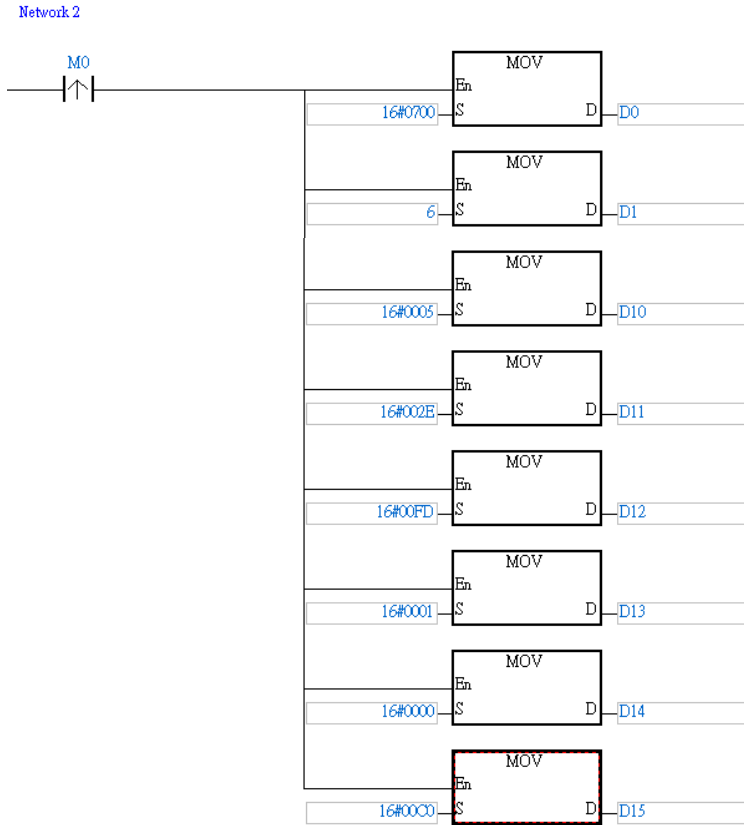 Network 2
M0
MOV
En
16#0700 S D D0
MOV
En
6 S D D1
MOV
En
16#0005 S D D10
MOV
En
16#002E S D D11
MOV
En
16#00FD S D D12
MOV
En
16#0001 S D D13
MOV
En
16#0000 S D D14
MOV
En
16#00C0 S D D15